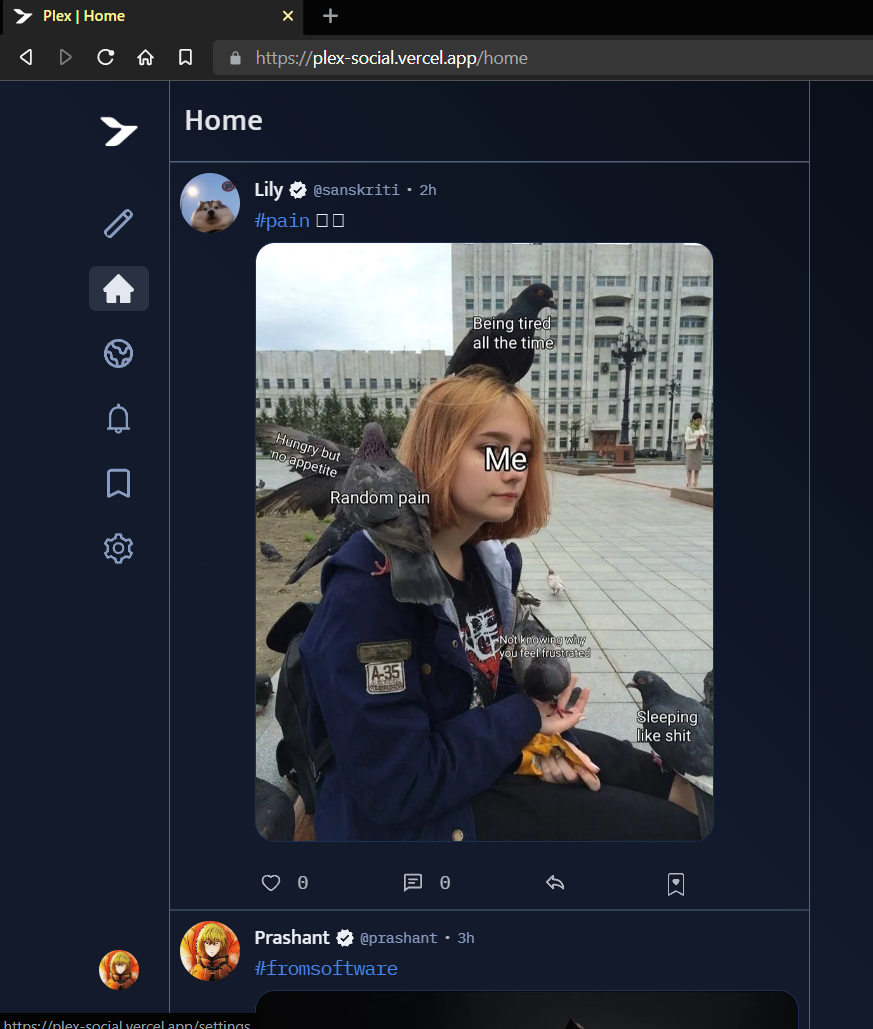 Plex | Home
https://plex-social.vercel.app/home
Home
Lily @sanskriti • 2h
#pain
Being tired
all the time
Me
Hungry but
no appetite
Random pain
Not knowing why
you feel frustrated
A-35
Sleeping
like shit
0 0
Prashant @prashant • 3h
#fromsoftware
https://plex-social.vercel.app/settings